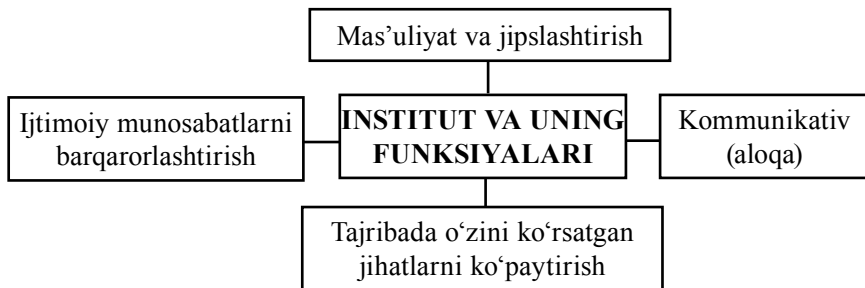 Mas’uliyat va jipslashtirish
Ijtimoiy munosabatlarni
barqarorlashtirish
INSTITUT VA UNING
FUNKSIYALARI
Kommunikativ
(aloqa)
Tajribada o‘zini ko‘rsatgan
jihatlarni ko‘paytirish